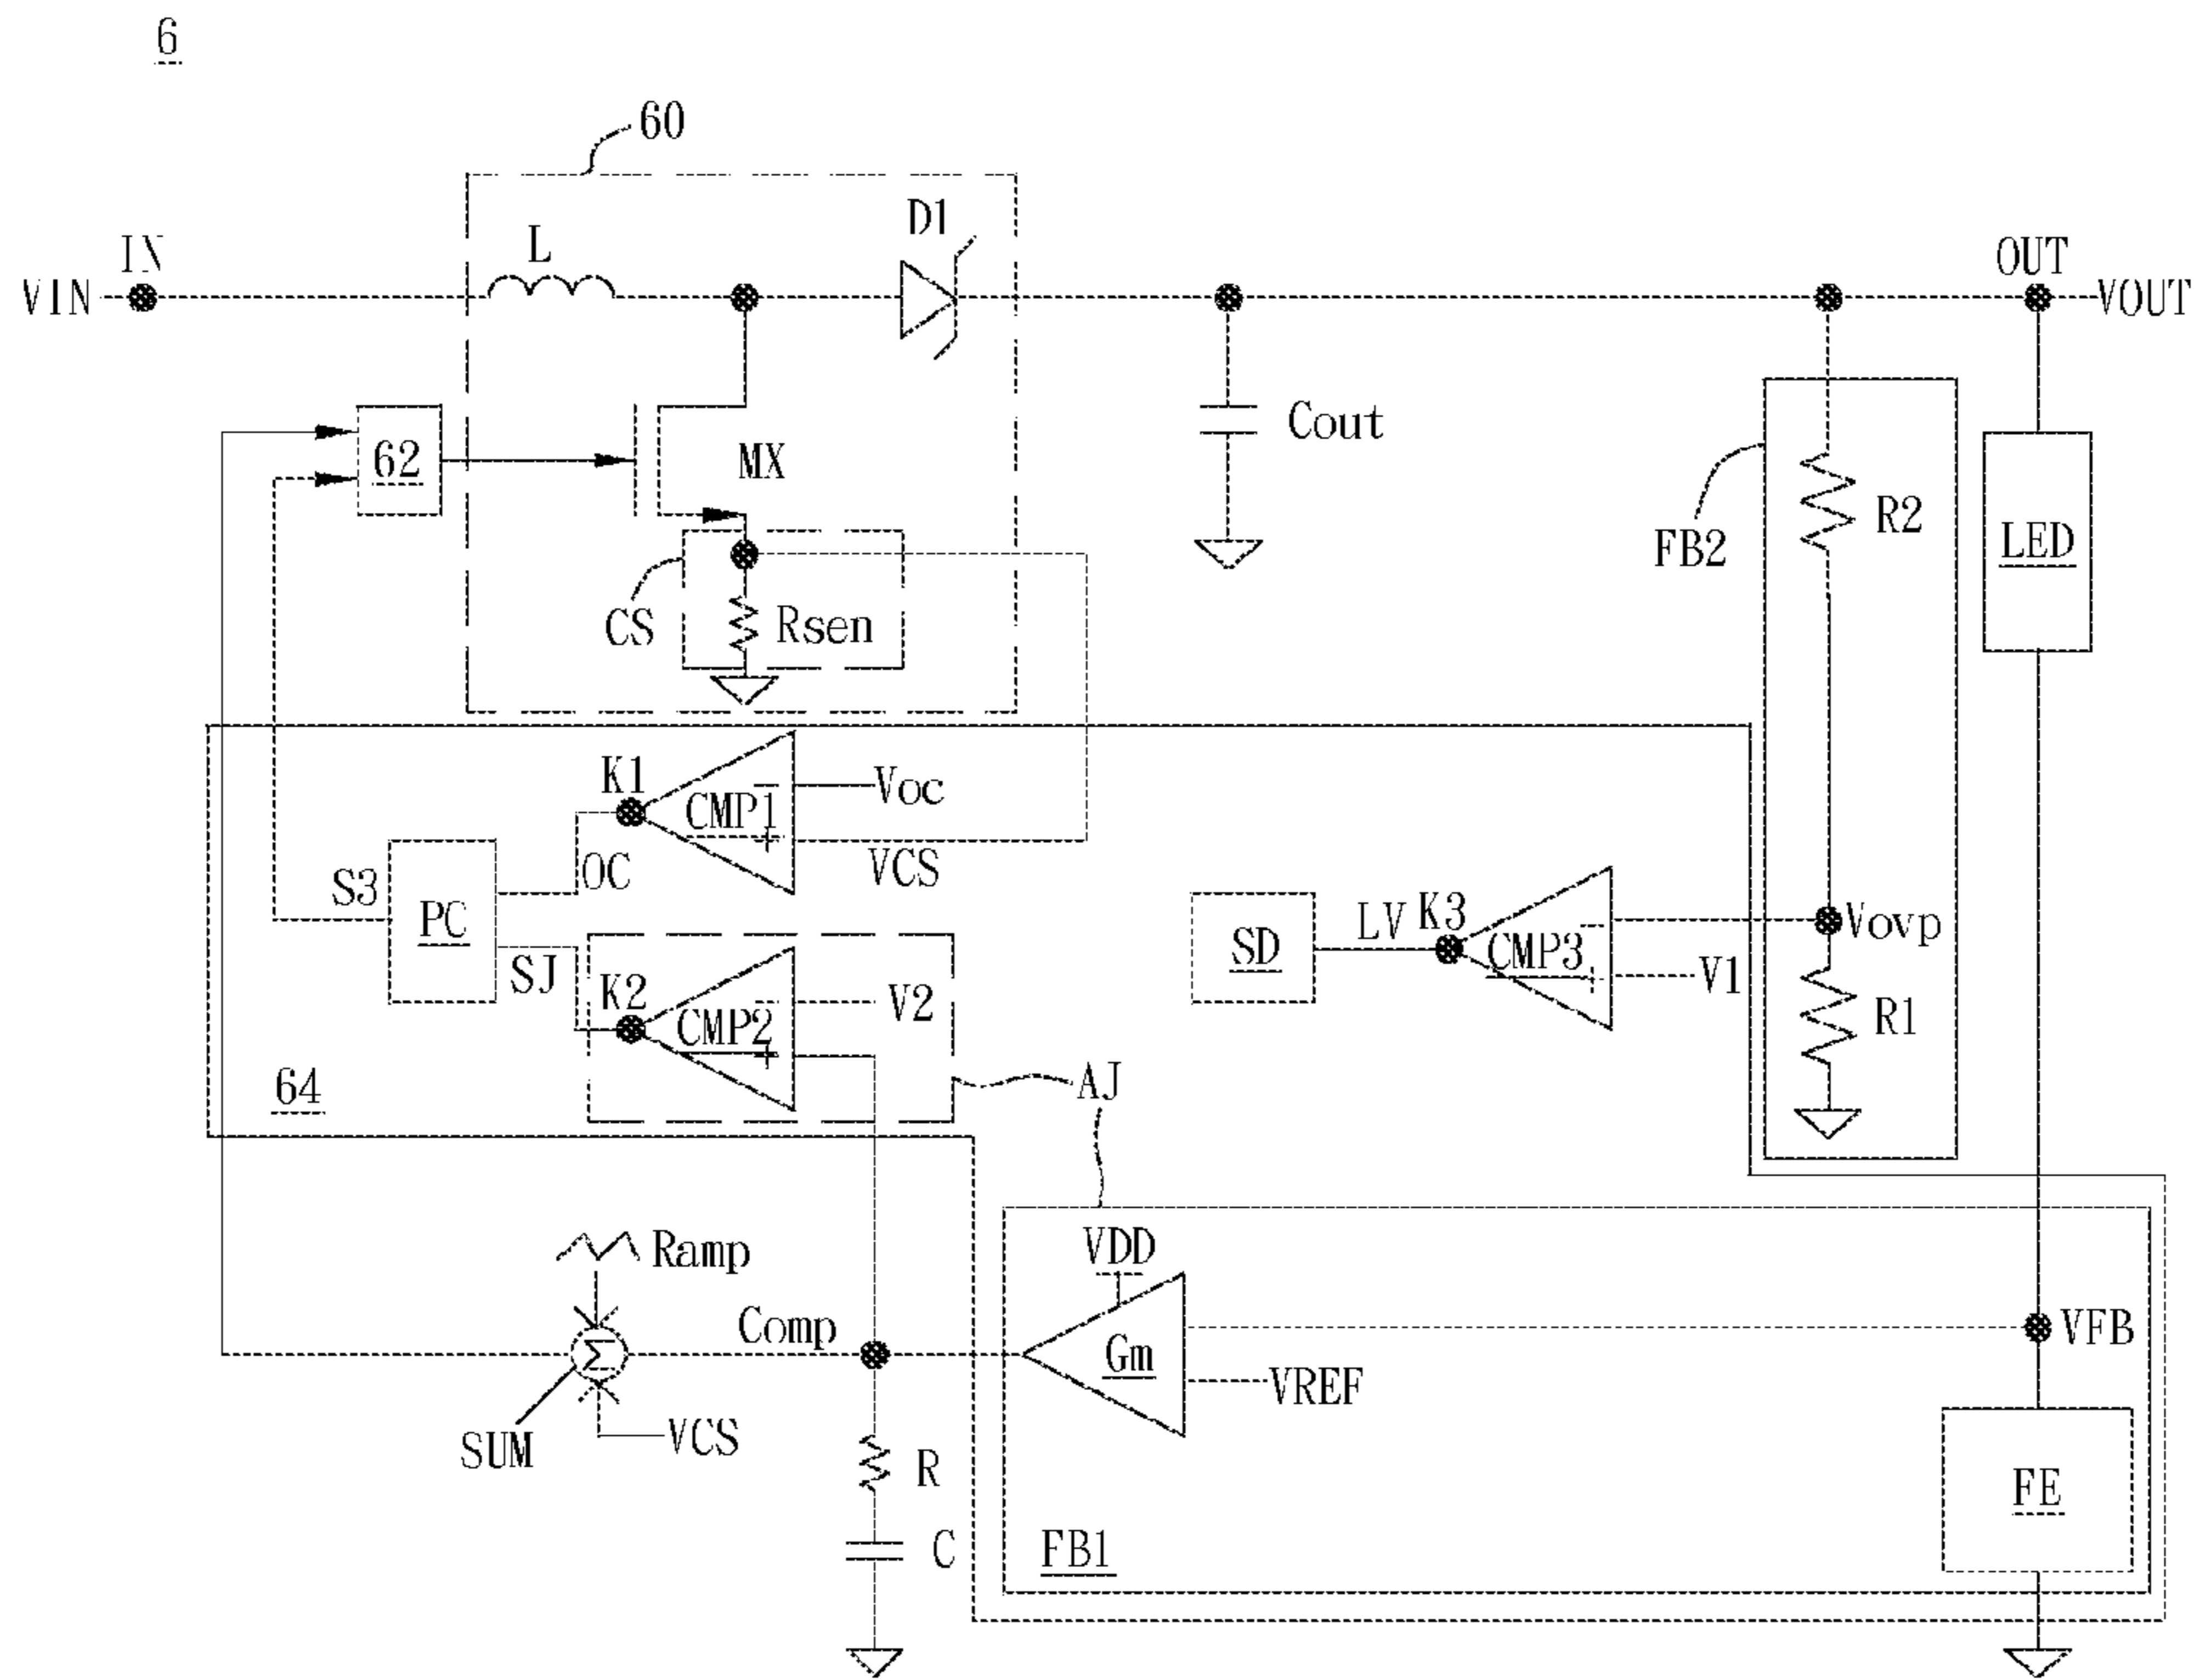 6
60
IN
VIN
L
D1
OUT
VOUT
62
MX
Cout
R2
FB2
LED
CS
Rsen
K1
CMP1
Voc
VCS
OC
S3
PC
SJ
K2
CMP2
V2
SD
LV
K3
CMP3
Vovp
V1
R1
64
AJ
Ramp
VDD
Comp
Σ
Gm
VFB
VREF
SUM
VCS
R
FE
C
FB1